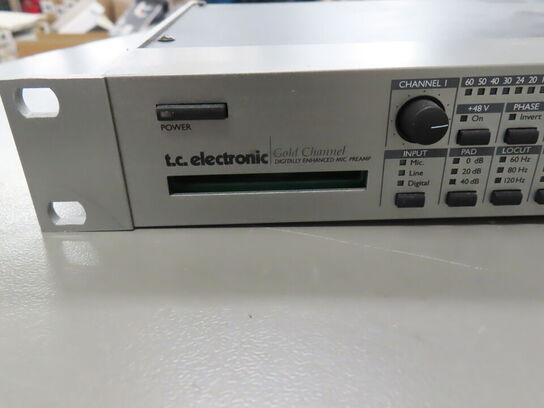 CHANNEL 1
60 50 40 30 24 20
+48 V
On
PHASE
Invert
POWER
t.c. electronic
Gold Channel
DIGITALLY ENHANCED MIC PREAMP
INPUT
Mic.
Line
Digital
PAD
0 dB
20 dB
40 dB
LOCUT
60 Hz
80 Hz
120 Hz